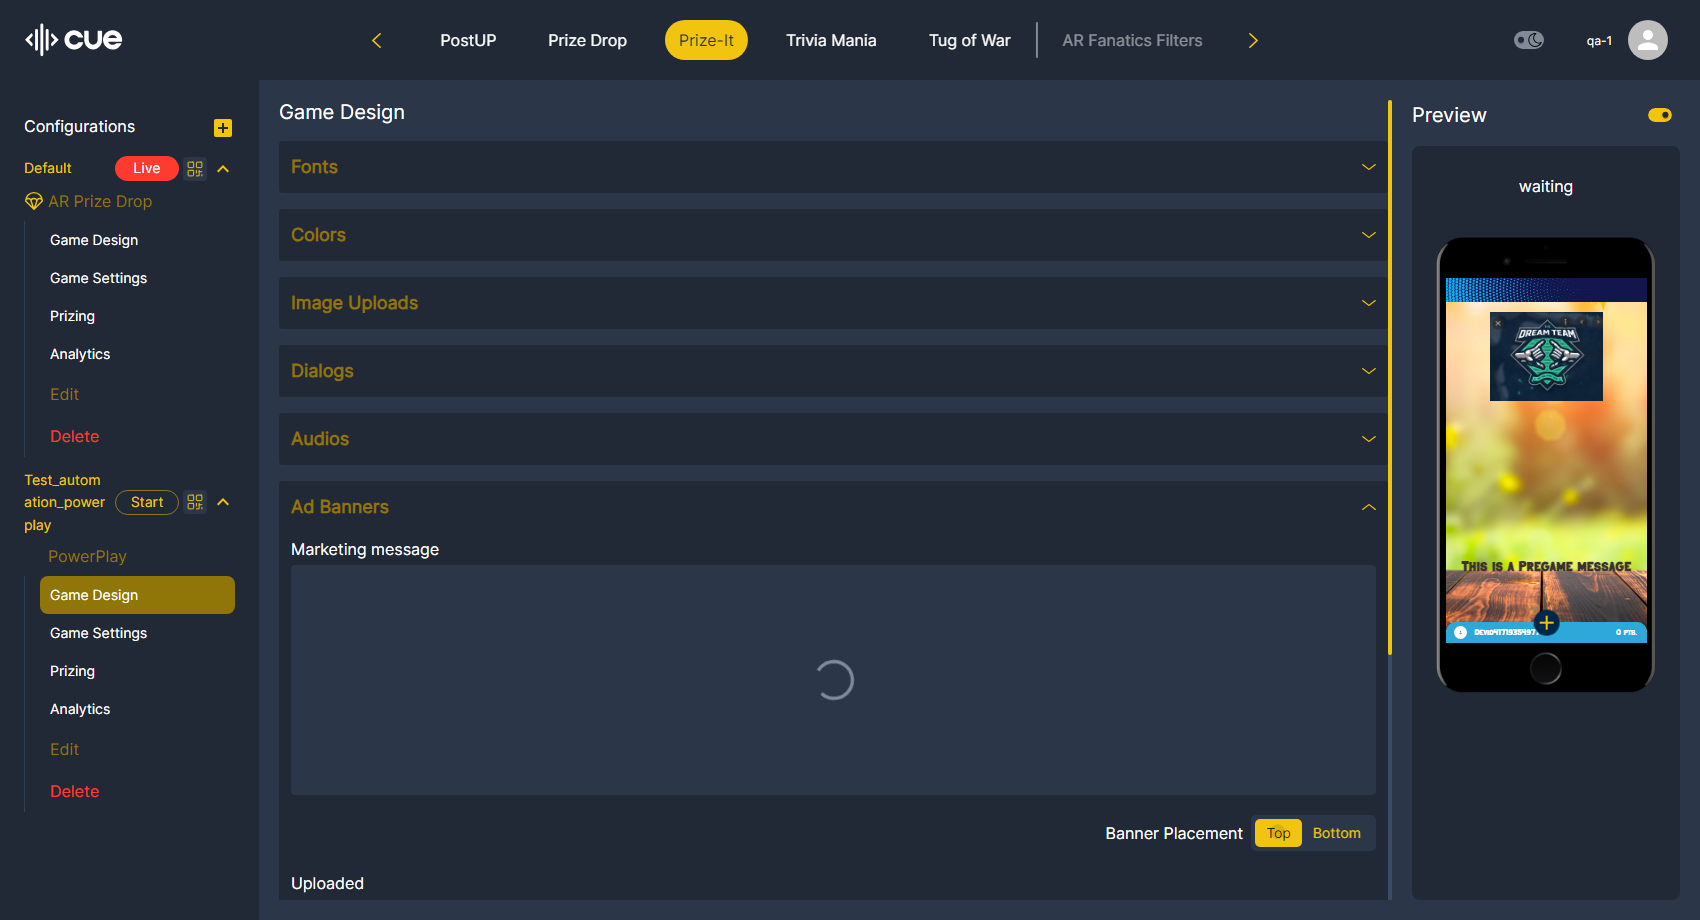 cue
PostUP
Prize Drop
Prize-It
Trivia Mania
Tug of War
AR Fanatics Filters
qa-1
Configurations
Default
Live
AR Prize Drop
Game Design
Game Settings
Prizing
Analytics
Edit
Delete
Test_autom
ation_power
play
Start
PowerPlay
Game Design
Game Settings
Prizing
Analytics
Edit
Delete
Game Design
Fonts
Colors
Image Uploads
Dialogs
Audios
Ad Banners
Marketing message
Banner Placement
Top
Bottom
Uploaded
Preview
waiting
DREAM TEAM
This is a Pregame message
0 pts.